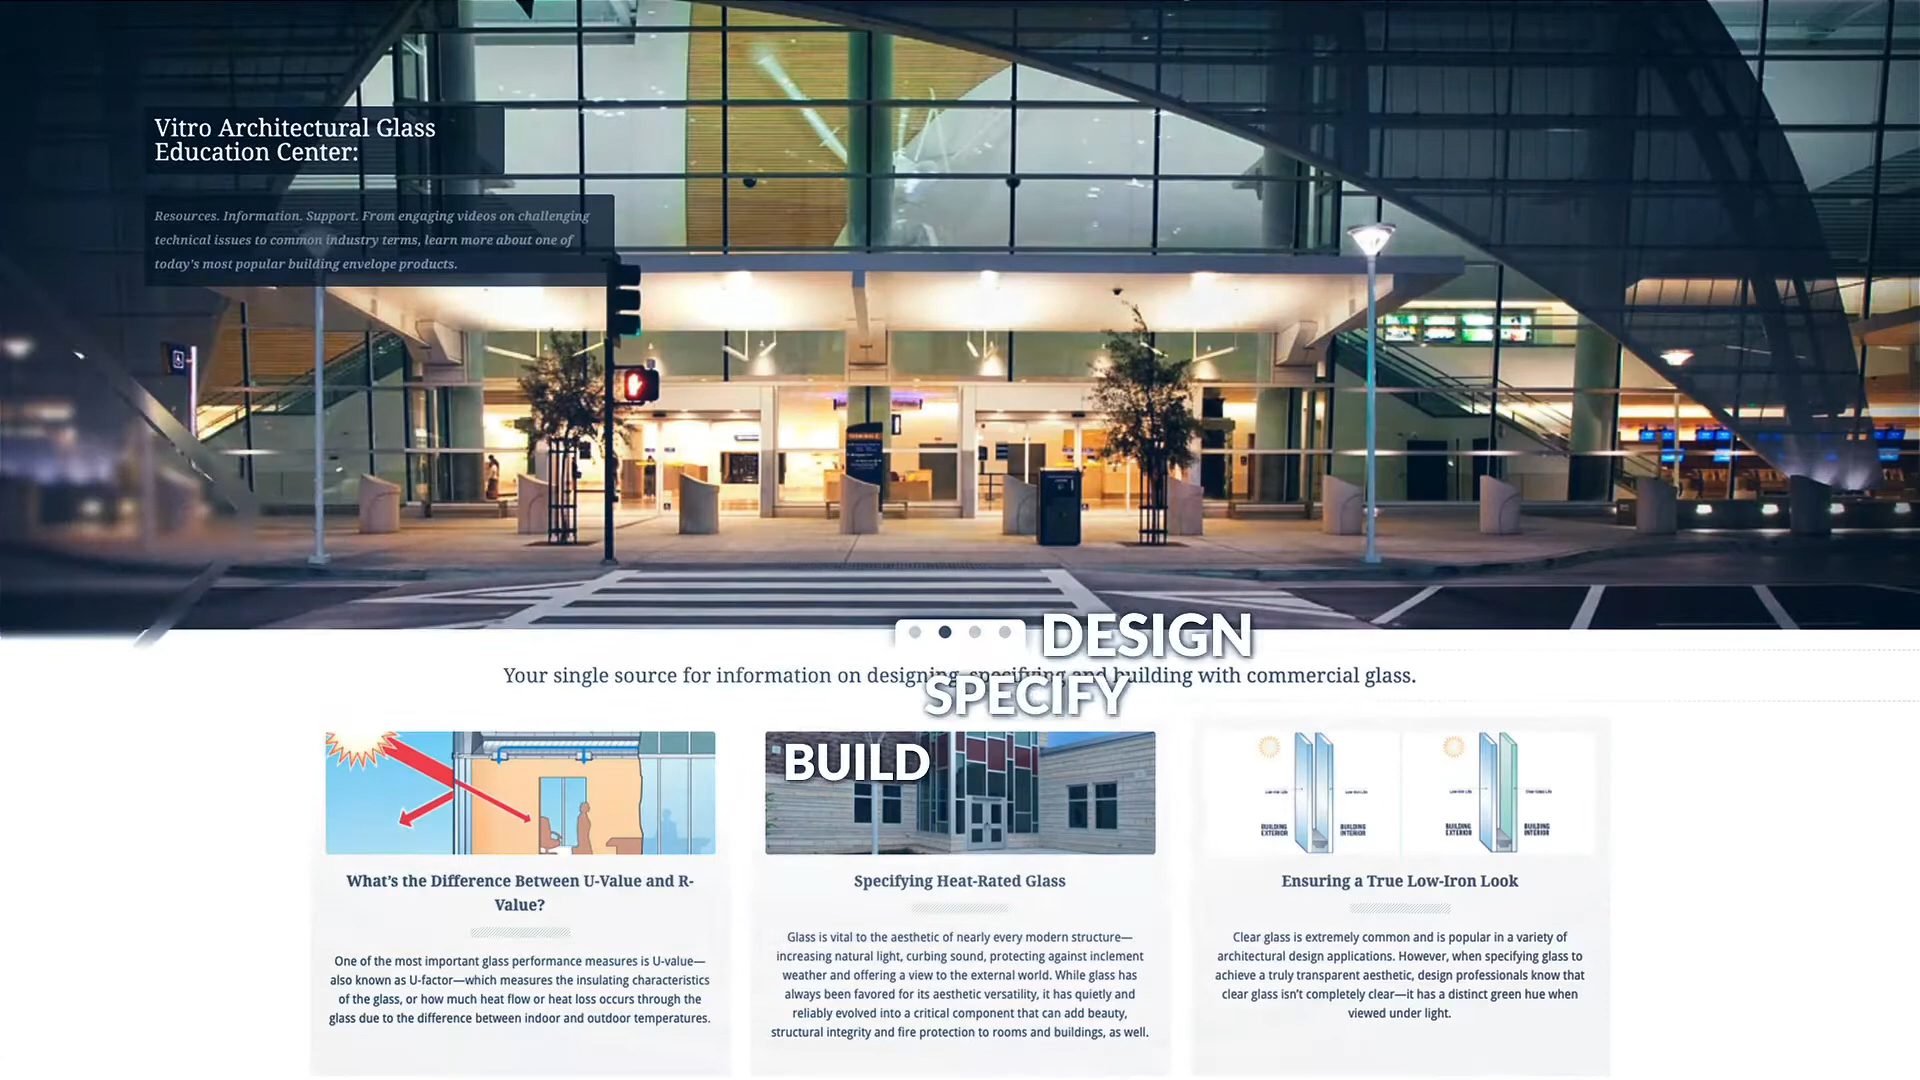 Vitro Architectural Glass
Education Center:
Resources. Information. Support. From engaging videos on challenging
technical issues to common industry terms, learn more about one of
today's most popular building envelope products.
DESIGN
Your single source for information on designing, specifying and building with commercial glass.
SPECIFY
BUILD
BUILDING
EXTERIOR
BUILDING
INTERIOR
BUILDING
EXTERIOR
BUILDING
INTERIOR
What's the Difference Between U-Value and R-
Value?
One of the most important glass performance measures is U-value—
also known as U-factor—which measures the insulating characteristics
of the glass, or how much heat flow or heat loss occurs through the
glass due to the difference between indoor and outdoor temperatures.
Specifying Heat-Rated Glass
Glass is vital to the aesthetic of nearly every modern structure—
increasing natural light, curbing sound, protecting against inclement
weather and offering a view to the external world. While glass has
always been favored for its aesthetic versatility, it has quietly and
reliably evolved into a critical component that can add beauty,
structural integrity and fire protection to rooms and buildings, as well.
Ensuring a True Low-Iron Look
Clear glass is extremely common and is popular in a variety of
architectural design applications. However, when specifying glass to
achieve a truly transparent aesthetic, design professionals know that
clear glass isn't completely clear—it has a distinct green hue when
viewed under light.